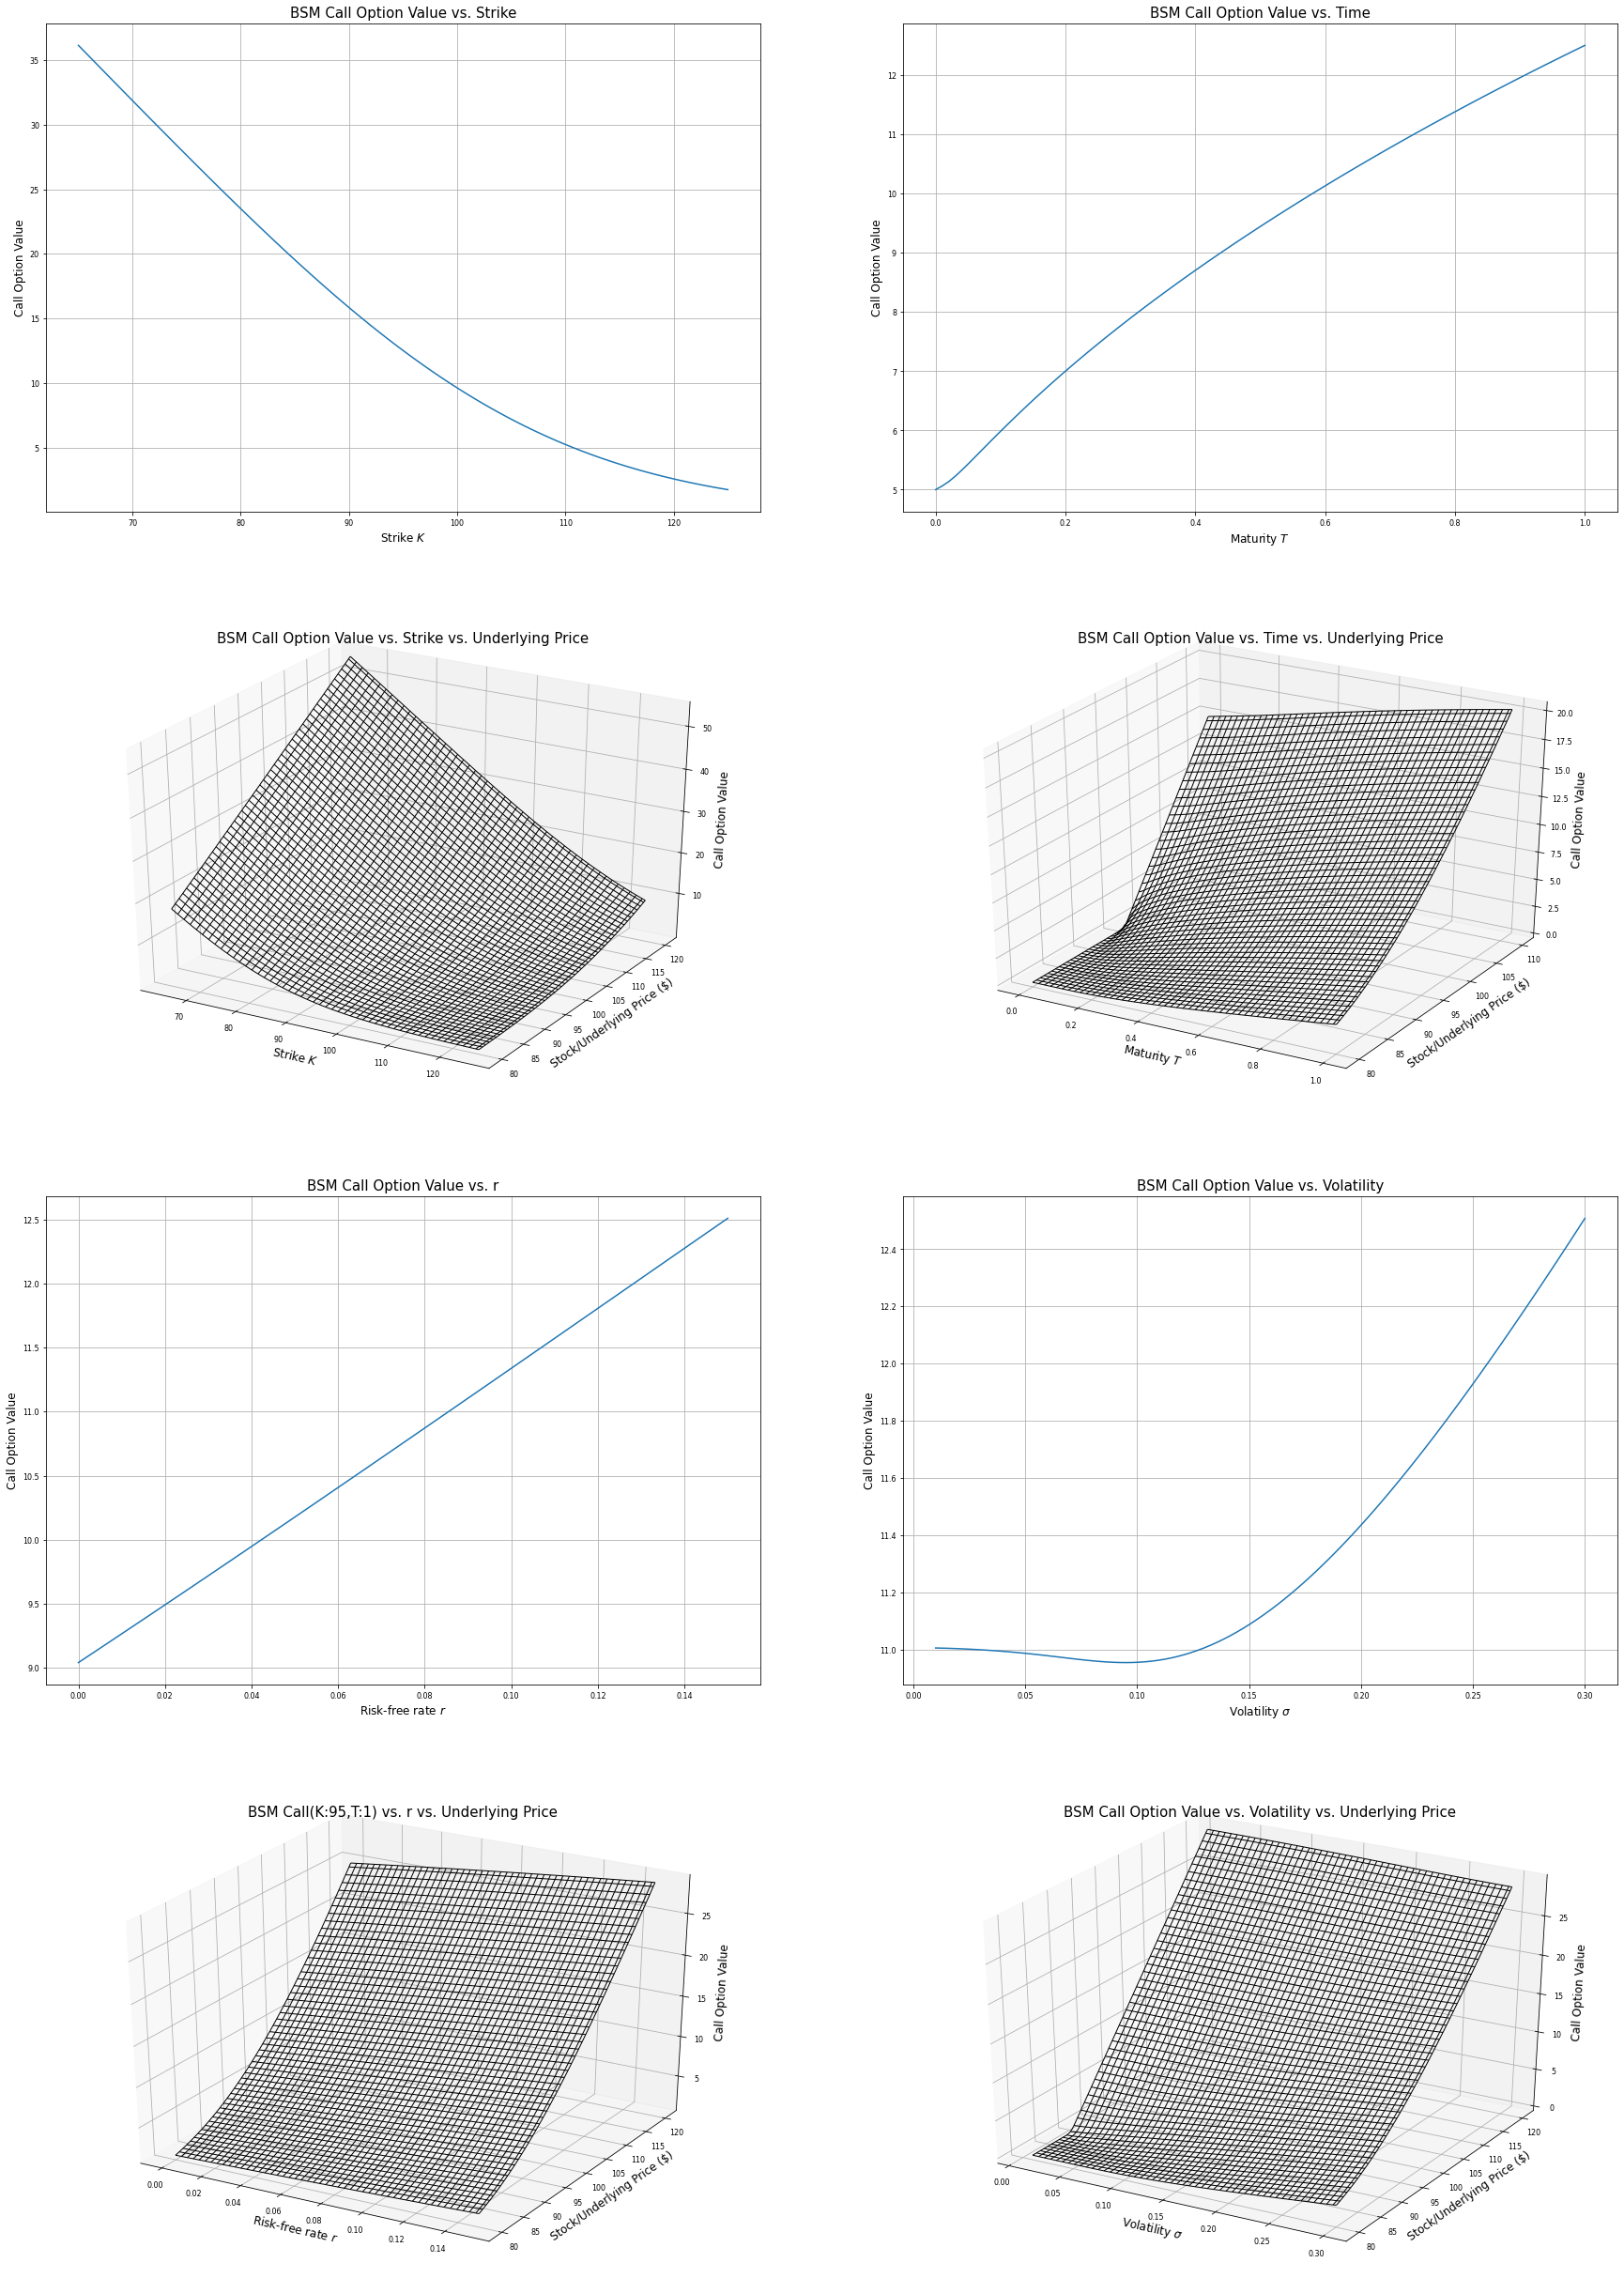 BSM Call Option Value vs. Strike
35
30
25
20
15
10
5
Call Option Value
70 80 90 100 110 120
Strike K
BSM Call Option Value vs. Time
12
11
10
9
8
7
6
5
Call Option Value
0.0 0.2 0.4 0.6 0.8 1.0
Maturity T
BSM Call Option Value vs. Strike vs. Underlying Price
50
40
30
20
10
Call Option Value
70 80 90 100 110 120
Strike K
80 85 90 95 100 105 110 115 120
Stock/Underlying Price ($)
BSM Call Option Value vs. Time vs. Underlying Price
20.0
17.5
15.0
12.5
10.0
7.5
5.0
2.5
0.0
Call Option Value
0.0 0.2 0.4 0.6 0.8 1.0
Maturity T
80 85 90 95 100 105 110
Stock/Underlying Price ($)
BSM Call Option Value vs. r
12.5
12.0
11.5
11.0
10.5
10.0
9.5
9.0
Call Option Value
0.00 0.02 0.04 0.06 0.08 0.10 0.12 0.14
Risk-free rate r
BSM Call Option Value vs. Volatility
12.4
12.2
12.0
11.8
11.6
11.4
11.2
11.0
Call Option Value
0.00 0.05 0.10 0.15 0.20 0.25 0.30
Volatility σ
BSM Call(K:95,T:1) vs. r vs. Underlying Price
25
20
15
10
5
Call Option Value
0.00 0.02 0.04 0.06 0.08 0.10 0.12 0.14
Risk-free rate r
80 85 90 95 100 105 110 115 120
Stock/Underlying Price ($)
BSM Call Option Value vs. Volatility vs. Underlying Price
25
20
15
10
5
0
Call Option Value
0.00 0.05 0.10 0.15 0.20 0.25 0.30
Volatility σ
80 85 90 95 100 105 110 115 120
Stock/Underlying Price ($)